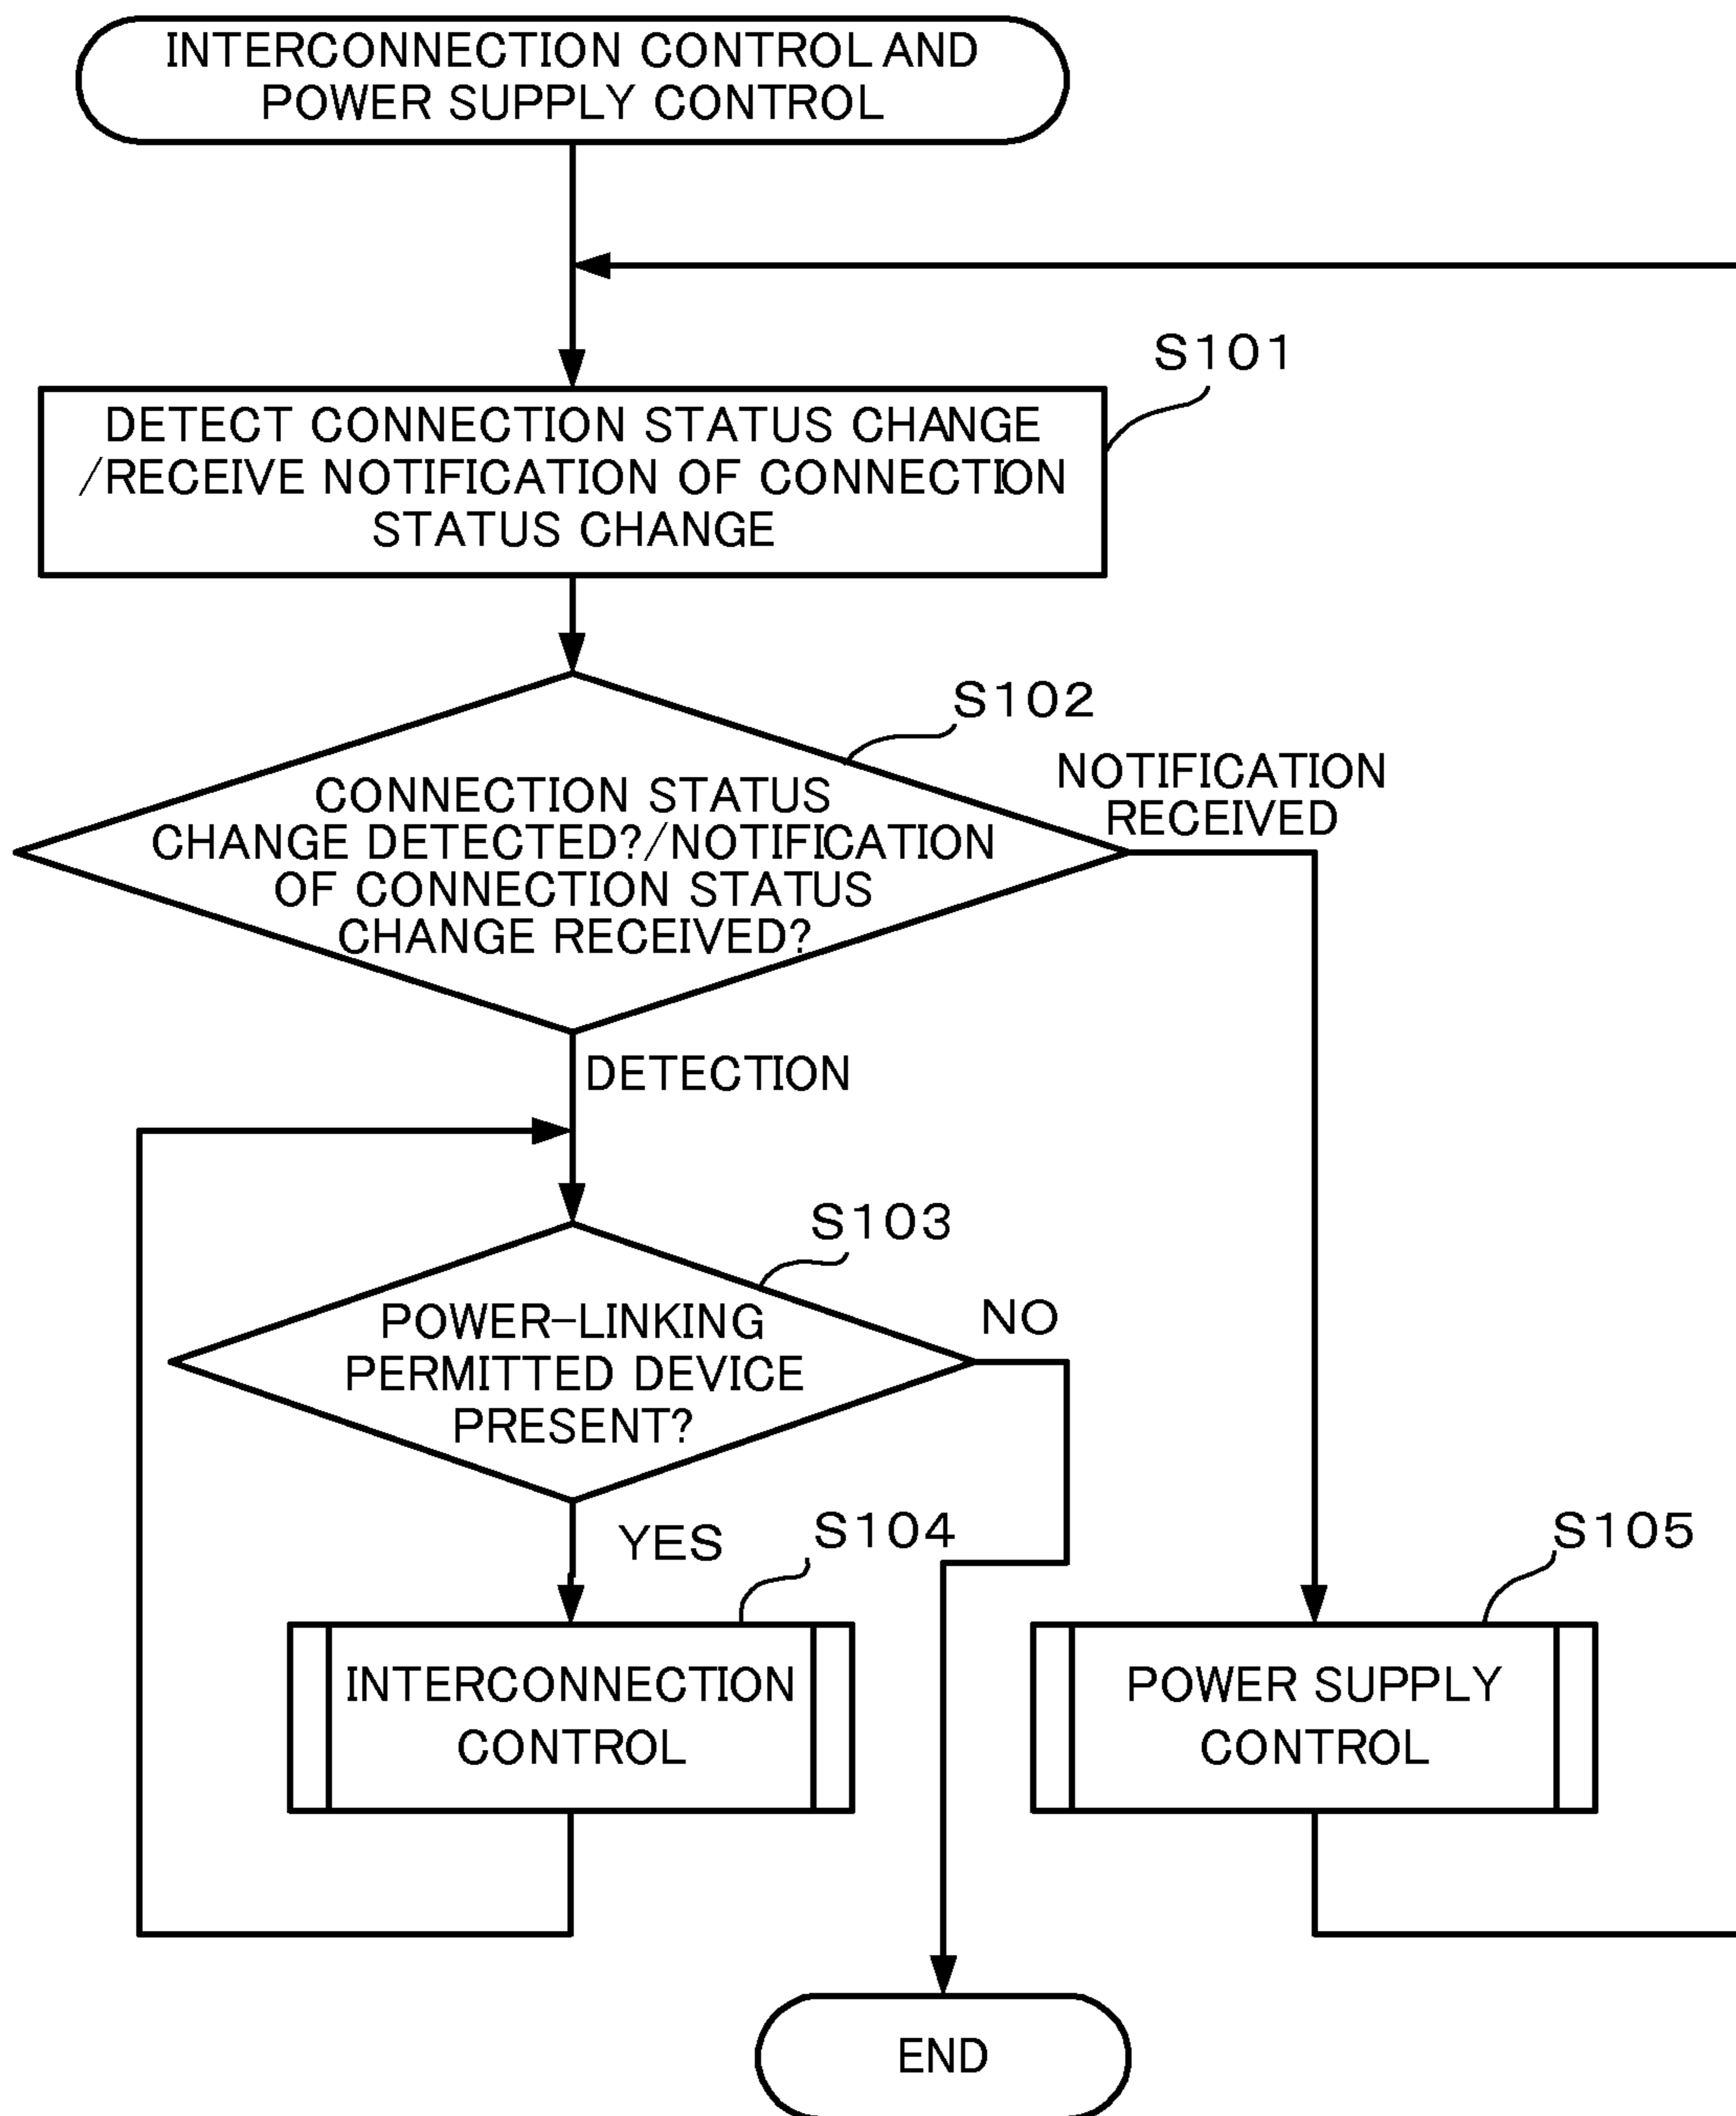 INTERCONNECTION CONTROL AND
POWER SUPPLY CONTROL
S101
DETECT CONNECTION STATUS CHANGE
/RECEIVE NOTIFICATION OF CONNECTION
STATUS CHANGE
S102
NOTIFICATION
RECEIVED
CONNECTION STATUS
CHANGE DETECTED?/NOTIFICATION
OF CONNECTION STATUS
CHANGE RECEIVED?
DETECTION
S103
NO
POWER-LINKING
PERMITTED DEVICE
PRESENT?
YES
S104
S105
INTERCONNECTION
CONTROL
POWER SUPPLY
CONTROL
END